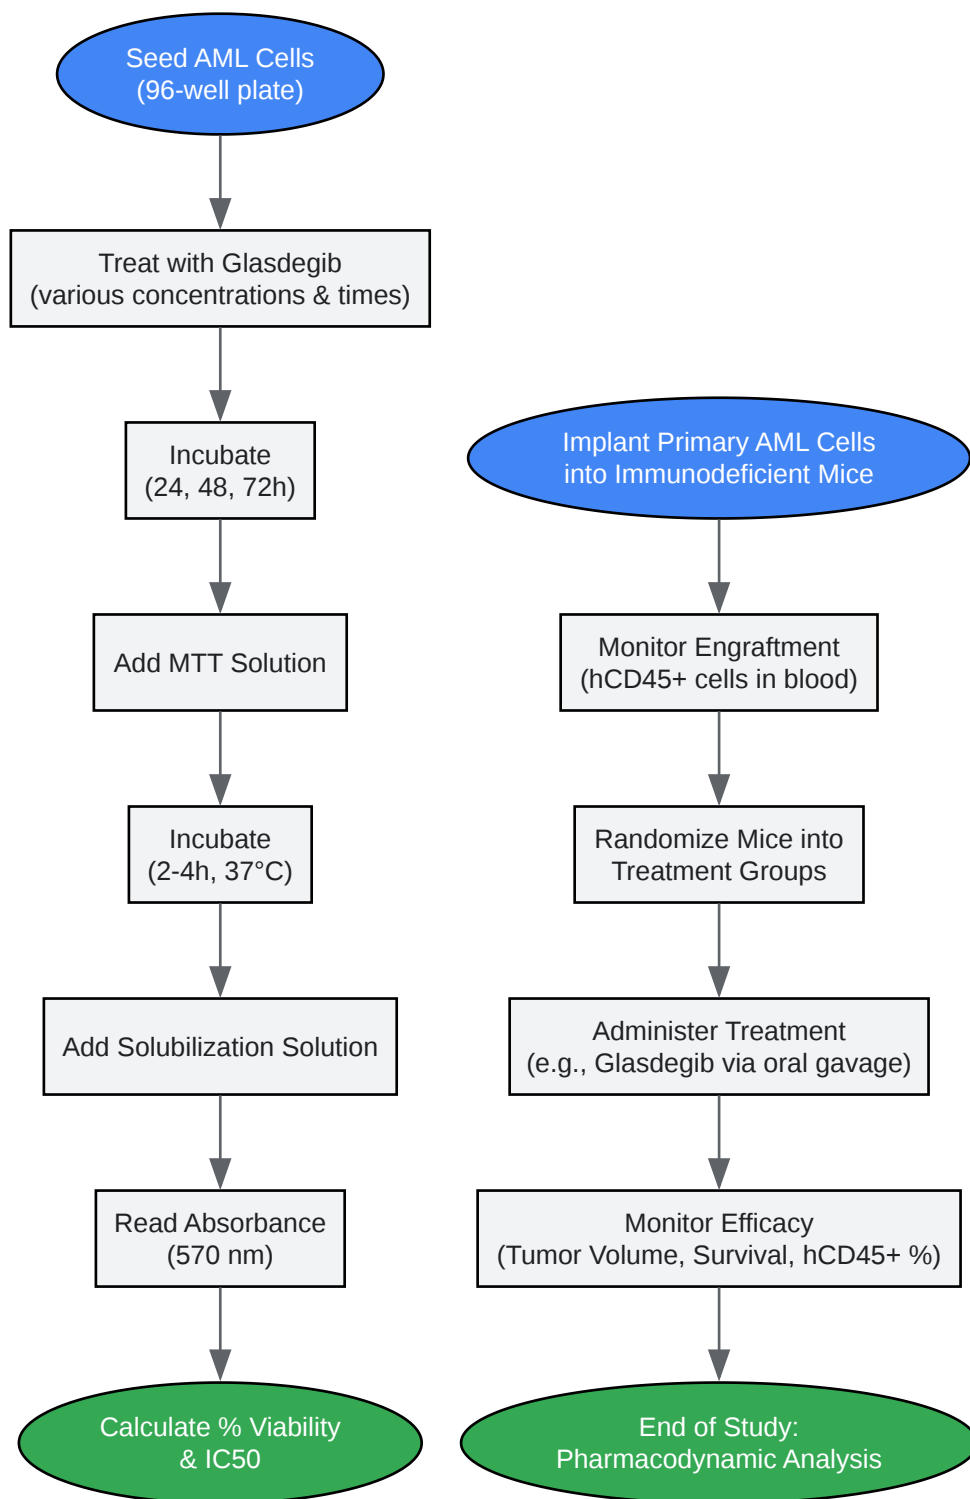 Seed AML Cells
(96-well plate)
Treat with Glasdegib
(various concentrations & times)
Incubate
(24, 48, 72h)
Add MTT Solution
Incubate
(2-4h, 37°C)
Add Solubilization Solution
Read Absorbance
(570 nm)
Calculate % Viability
& IC50
Implant Primary AML Cells
into Immunodeficient Mice
Monitor Engraftment
(hCD45+ cells in blood)
Randomize Mice into
Treatment Groups
Administer Treatment
(e.g., Glasdegib via oral gavage)
Monitor Efficacy
(Tumor Volume, Survival, hCD45+ %)
End of Study:
Pharmacodynamic Analysis